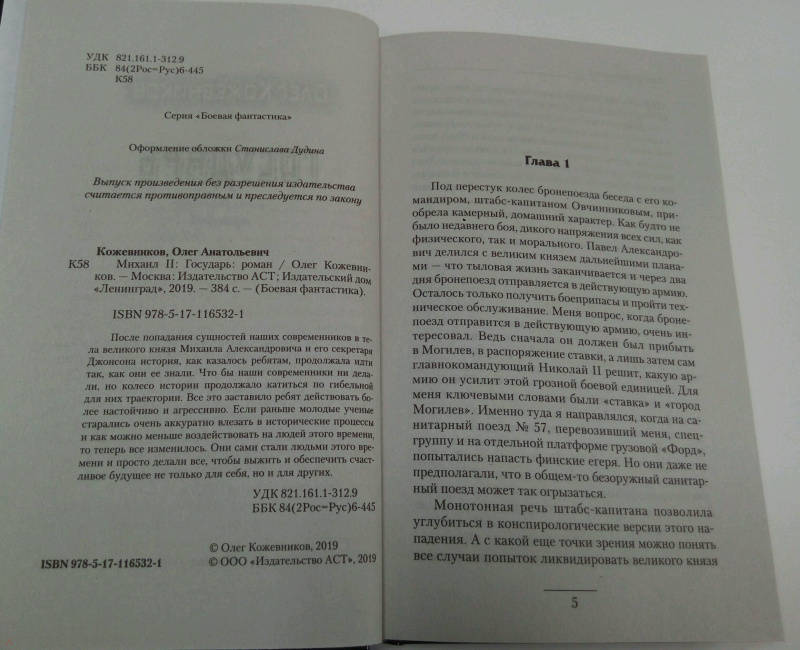 УДК 821.161.1-312.9
ББК 84(2Рос=Рус)6-445
К58
Серия «Боевая фантастика»
Оформление обложки Станислава Дудина
Выпуск произведения без разрешения издательства
считается противоправным и преследуется по закону
Кожевников, Олег Анатольевич
К58 Михаил II: Государь: роман / Олег Кожевни-
ков. — Москва: Издательство АСТ; Издательский дом
«Ленинград», 2019. — 384 с. — (Боевая фантастика).
ISBN 978-5-17-116532-1
После попадания сущностей наших современников в те-
ла великого князя Михаила Александровича и его секретаря
Джонсона история, как казалось ребятам, продолжала идти
так, как они ее знали. Что бы наши современники ни дела-
ли, но колесо истории продолжало катиться по гибельной
для них траектории. Все это заставило ребят действовать бо-
лее настойчиво и агрессивно. Если раньше молодые ученые
старались очень аккуратно влезать в исторические процессы
и как можно меньше воздействовать на людей этого времени,
то теперь все изменилось. Они сами стали людьми этого вре-
мени и просто делали все, чтобы выжить и обеспечить счаст-
ливое будущее не только для себя, но и для других.
УДК 821.161.1-312.9
ББК 84(2Рос=Рус)6-445
© Олег Кожевников, 2019
ISBN 978-5-17-116532-1 © ООО «Издательство АСТ», 2019
Глава 1
Под перестук колес бронепоезда беседа с его ко-
мандиром, штабс-капитаном Овчинниковым, при-
обрела камерный, домашний характер. Как будто не
было недавнего боя, дикого напряжения всех сил, как
физического, так и морального. Павел Александро-
вич делился с великим князем дальнейшими плана-
ми — что тыловая жизнь заканчивается и через два
дня бронепоезд отправляется в действующую армию.
Осталось только получить боеприпасы и пройти тех-
ническое обслуживание. Меня вопрос, когда броне-
поезд отправится в действующую армию, очень ин-
тересовал. Ведь сначала он должен был прибыть
в Могилев, в распоряжение ставки, а лишь затем сам
главнокомандующий Николай II решит, какую ар-
мию он усилит этой грозной боевой единицей. Для
меня ключевыми словами были «ставка» и «город
Могилев». Именно туда я направлялся, когда на са-
нитарный поезд № 57, перевозивший меня, спец-
группу и на отдельной платформе грузовой «Форд»,
попытались напасть финские егеря. Но они даже не
предполагали, что в общем-то безоружный санитар-
ный поезд может так огрызаться.
Монотонная речь штабс-капитана позволила
углубиться в конспирологические версии этого на-
падения. А с какой еще точки зрения можно понять
все случаи попыток ликвидировать великого князя
5